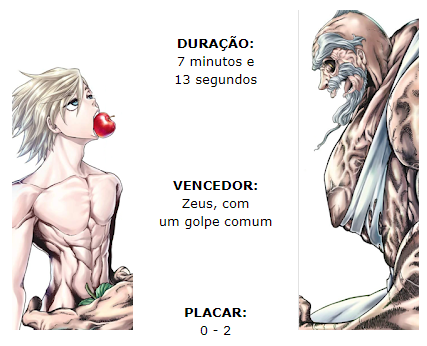 DURAÇÃO:
7 minutos e
13 segundos
VENCEDOR:
Zeus, com
um golpe comum
PLACAR:
0 - 2